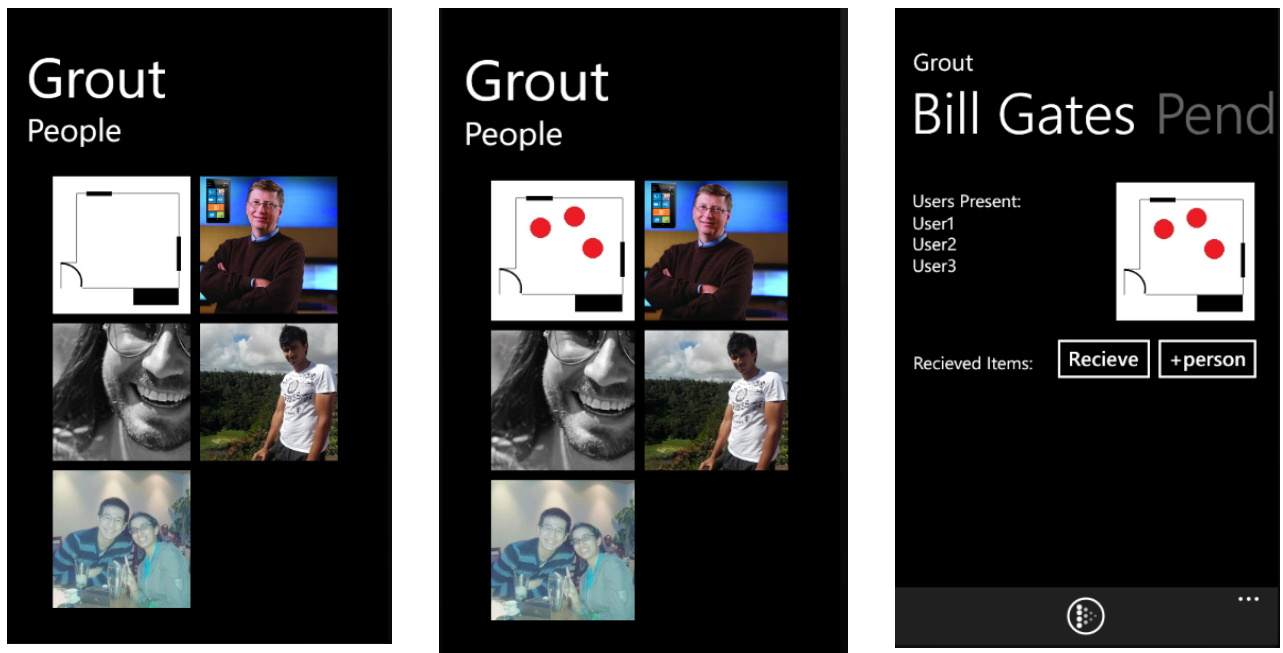 Grout
People
Grout
People
Grout
Bill Gates Pend
Users Present:
User1
User2
User3
Recieved Items:
Recieve
+person